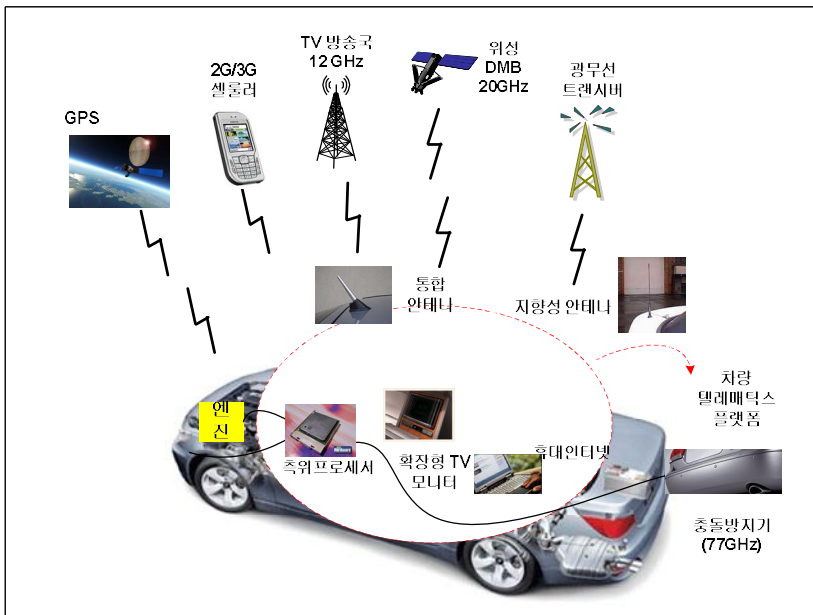 TV 방송국
12 GHz
위성
DMB
20GHz
2G/3G
셀룰러
광무선
트랜시버
GPS
통합
안테나
지향성 안테나
차량
텔레매틱스
플랫폼
엔
진
측위프로세서
확장형 TV
모니터
휴대인터넷
충돌방지기
(77GHz)